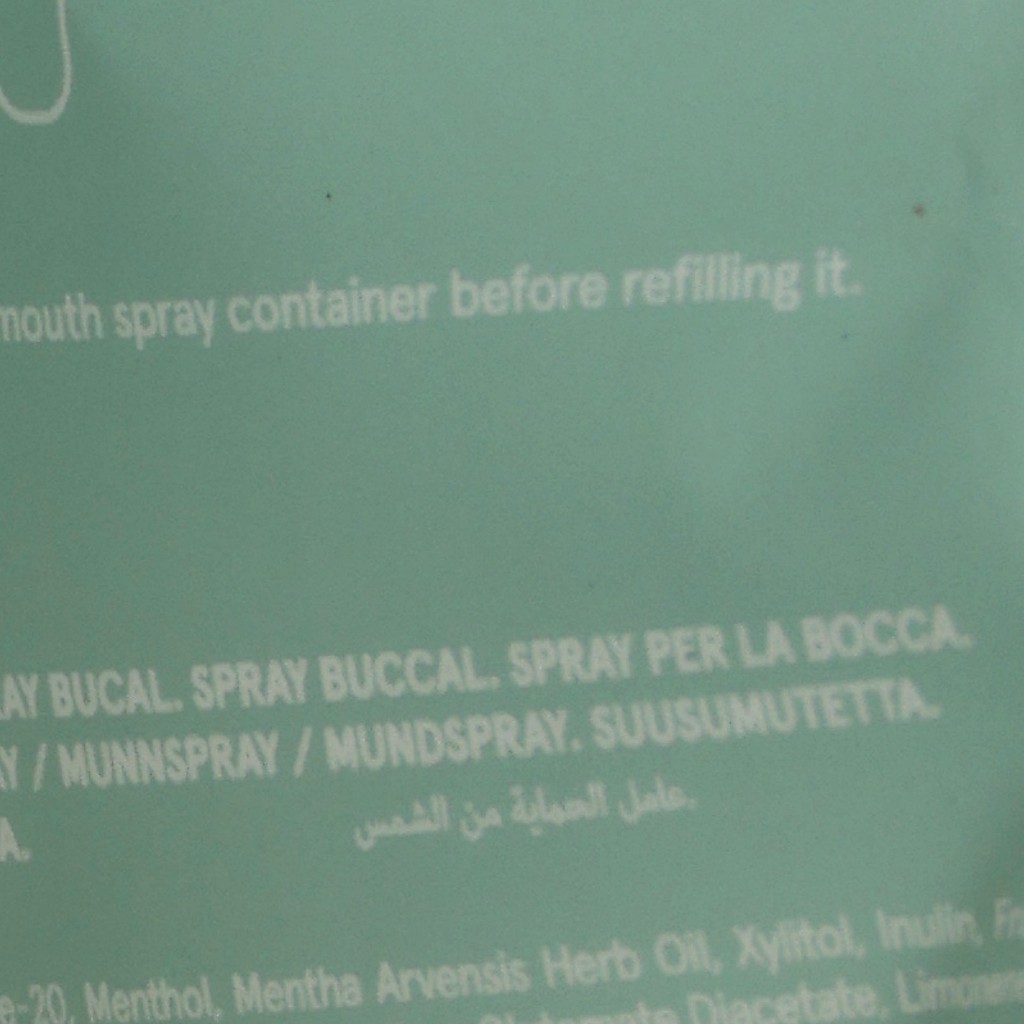 mouth spray container before refilling it.
AY BUCAL. SPRAY BUCCAL. SPRAY PER LA BOCCA.
/ MUNNSPRAY / MUNDSPRAY. SUUSUMUTETTA.
عامل الحماية من الشمس.
A.
e-20, Menthol, Mentha Arvensis Herb Oil, Xylitol, Inulin,
Diacetate, Limonene